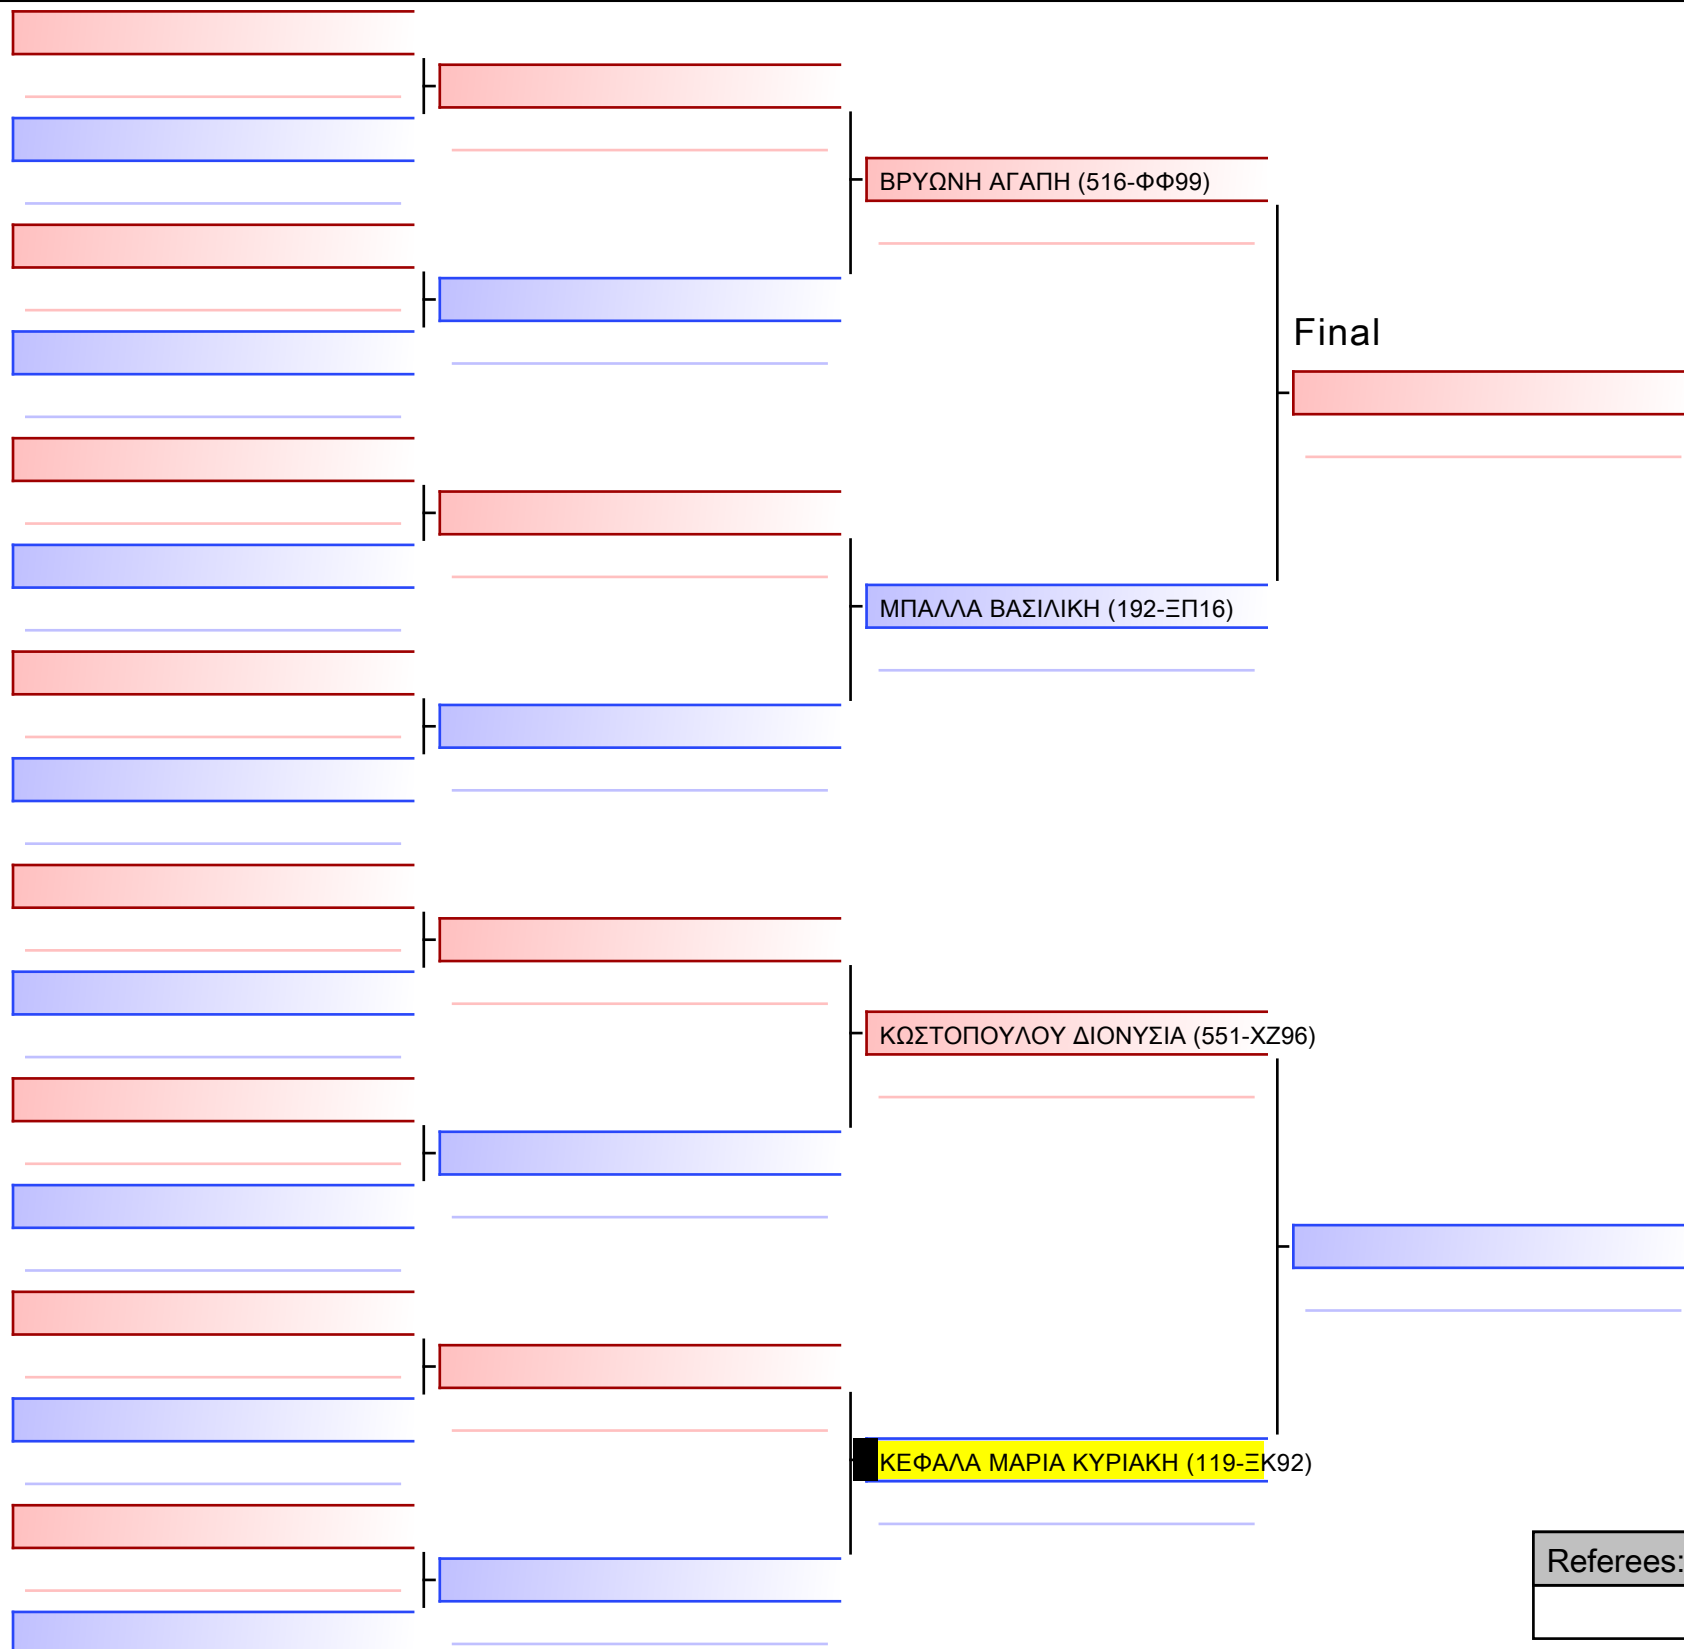 ΒΡΥΩΝΗ ΑΓΑΠΗ (516-ΦΦ99)
Final
ΜΠΑΛΛΑ ΒΑΣΙΛΙΚΗ (192-ΞΠ16)
ΚΩΣΤΟΠΟΥΛΟΥ ΔΙΟΝΥΣΙΑ (551-ΧΖ96)
ΚΕΦΑΛΑ ΜΑΡΙΑ ΚΥΡΙΑΚΗ (119-ΞΚ92)
Referees: